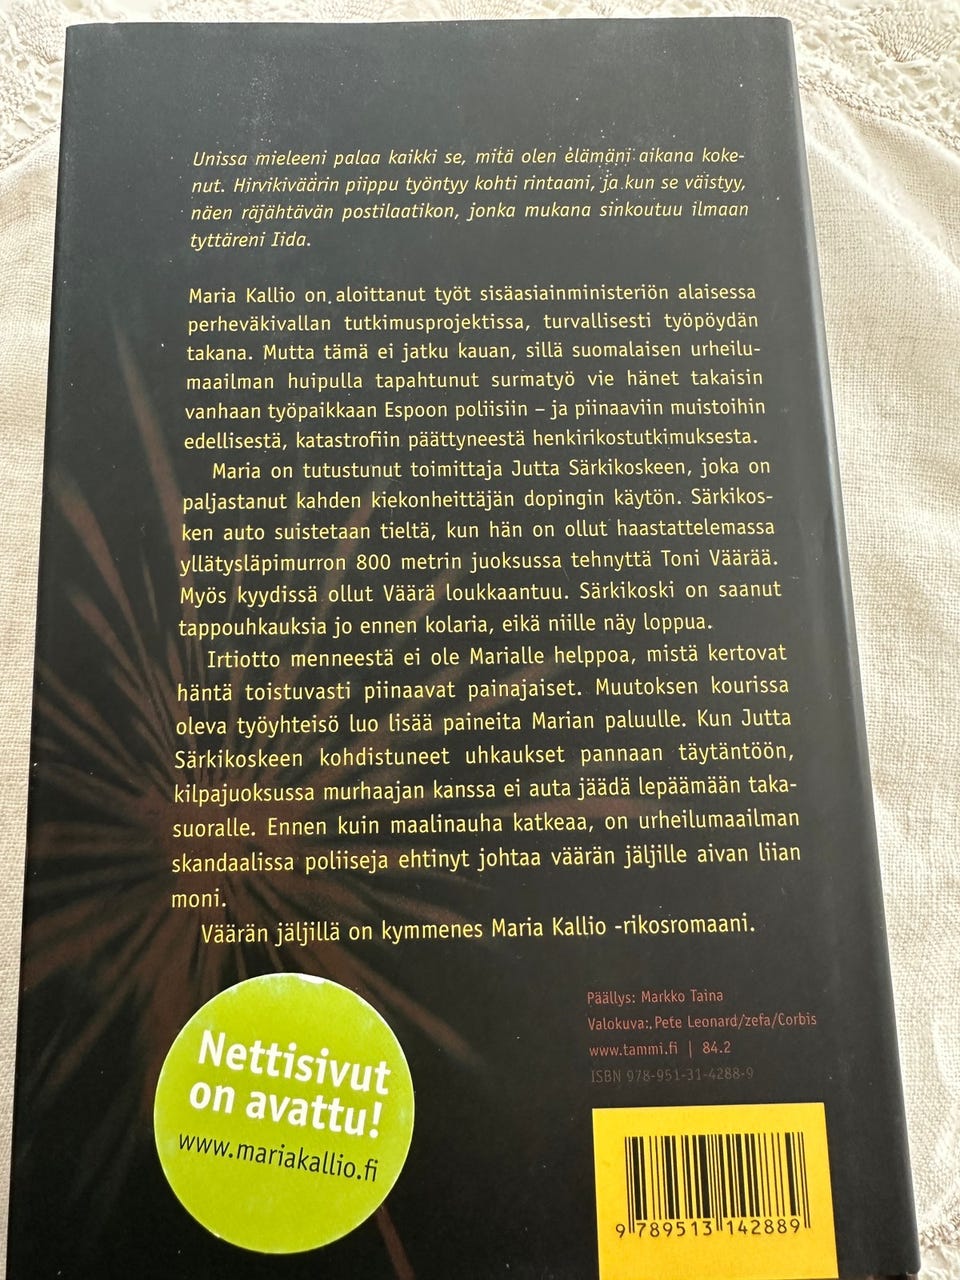 Unissa mieleeni palaa kaikki se, mitä olen elämäni aikana koke-
nut. Hirvikiväärin piippu työntyy kohti rintaani, ja kun se väistyy,
näen räjähtävän postilaatikon, jonka mukana sinkoutuu ilmaan
tyttäreni Iida.
Maria Kallio on aloittanut työt sisäasiainministeriön alaisessa
perheväkivallan tutkimusprojektissa, turvallisesti työpöydän
takana. Mutta tämä ei jatku kauan, sillä suomalaisen urheilu-
maailman huipulla tapahtunut surmatyö vie hänet takaisin
vanhaan työpaikkaan Espoon poliisiin – ja piinaaviin muistoihin
edellisestä, katastrofiin päättyneestä henkirikostutkimuksesta.
Maria on tutustunut toimittaja Jutta Särkikoskeen, joka on
paljastanut kahden kiekonheittäjän dopingin käytön. Särkikos-
ken auto suistetaan tieltä, kun hän on ollut haastattelemassa
yllätysläpimurron 800 metrin juoksussa tehnyttä Toni Väärää.
Myös kyydissä ollut Väärä loukkaantuu. Särkikoski on saanut
tappouhkauksia jo ennen kolaria, eikä niille näy loppua.
Irtiotto menneestä ei ole Marialle helppoa, mistä kertovat
häntä toistuvasti piinaavat painajaiset. Muutoksen kourissa
oleva työyhteisö luo lisää paineita Marian paluulle. Kun Jutta
Särkikoskeen kohdistuneet uhkaukset pannaan täytäntöön,
kilpajuoksussa murhaajan kanssa ei auta jäädä lepäämään taka-
suoralle. Ennen kuin maalinauha katkeaa, on urheilumaailman
skandaalissa poliiseja ehtinyt johtaa väärän jäljille aivan liian
moni.
Väärän jäljillä on kymmenes Maria Kallio -rikosromaani.
Nettisivut
on avattu!
www.mariakallio.fi
Päällys: Markko Taina
Valokuva: Pete Leonard/zefa/Corbis
www.tammi.fi | 84.2
ISBN 978-951-31-4288-9
9 789513 142889